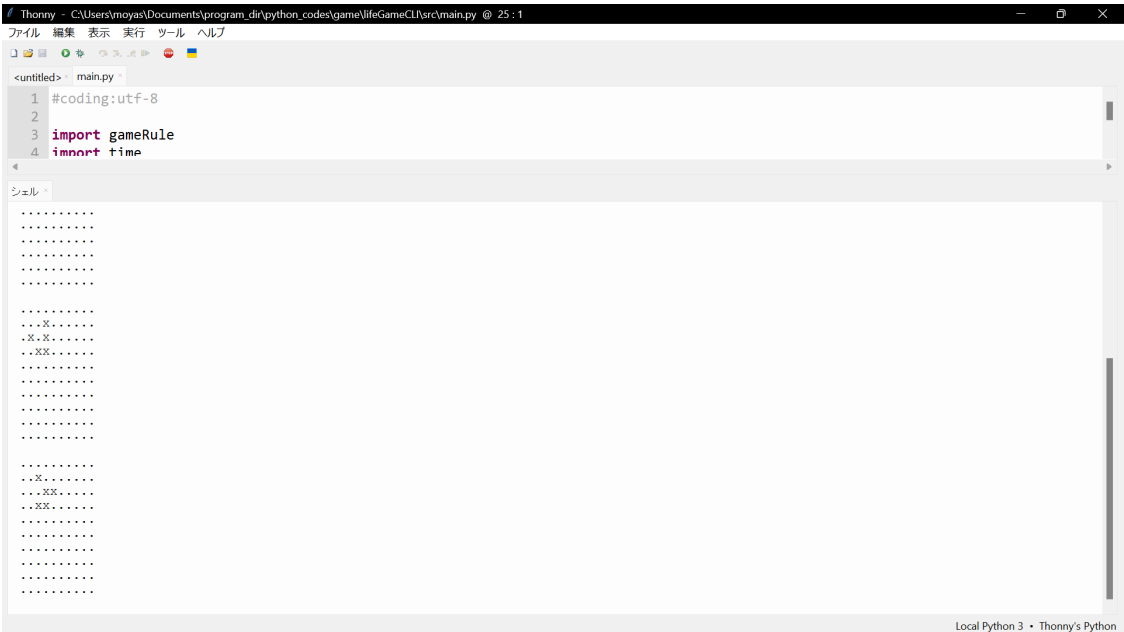 Thonny - C:\Users\moyas\Documents\program_dir\python_codes\game\lifeGameCLI\src\main.py @ 25 : 1
ファイル 編集 表示 実行 ツール ヘルプ
<untitled> × main.py ×
1 #coding:utf-8
2
3 import gameRule
4 import time
シェル ×
..........
..........
..........
..........
..........
..........
..........
...x......
.x.x......
..xx......
..........
..........
..........
..........
..........
..........
..........
..x.......
...xx.....
..xx......
..........
..........
..........
..........
..........
..........
Local Python 3 • Thonny's Python